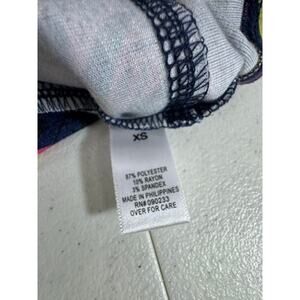 XS
87% POLYESTER
10% RAYON
3% SPANDEX
MADE IN PHILIPPINES
RN# 090233
OVER FOR CARE